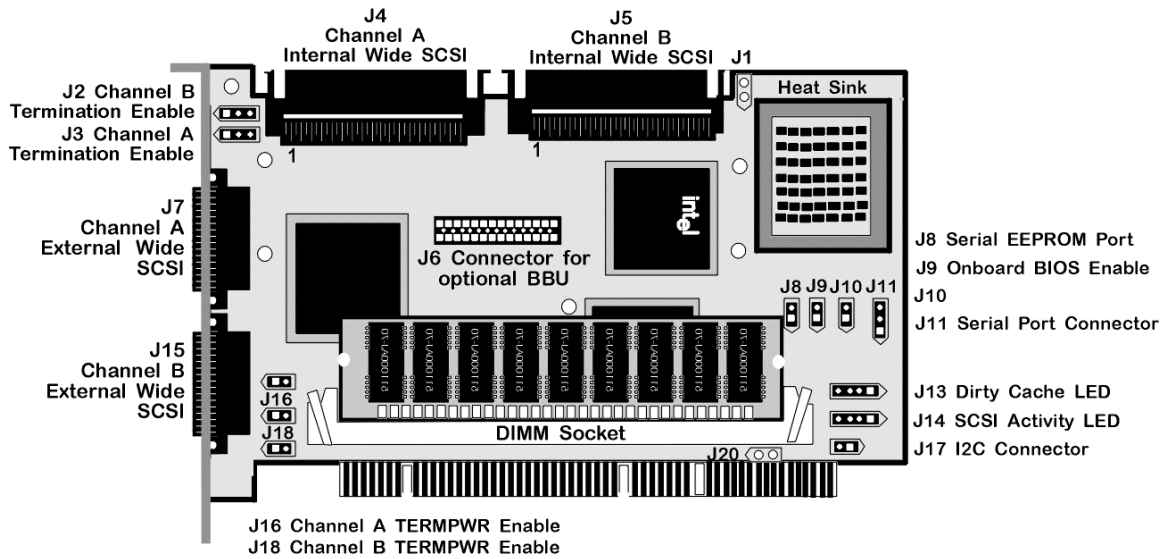 J4
Channel A
Internal Wide SCSI
J5
Channel B
Internal Wide SCSI
J1
Heat Sink
J2 Channel B
Termination Enable
J3 Channel A
Termination Enable
1
1
intel
J7
Channel A
External Wide
SCSI
J6 Connector for
optional BBU
J8 Serial EEPROM Port
J9 Onboard BIOS Enable
J10
J11 Serial Port Connector
J8 J9 J10 J11
J15
Channel B
External Wide
SCSI
J16
J18
DIMM Socket
J13 Dirty Cache LED
J14 SCSI Activity LED
J17 I2C Connector
J20
J16 Channel A TERMPWR Enable
J18 Channel B TERMPWR Enable